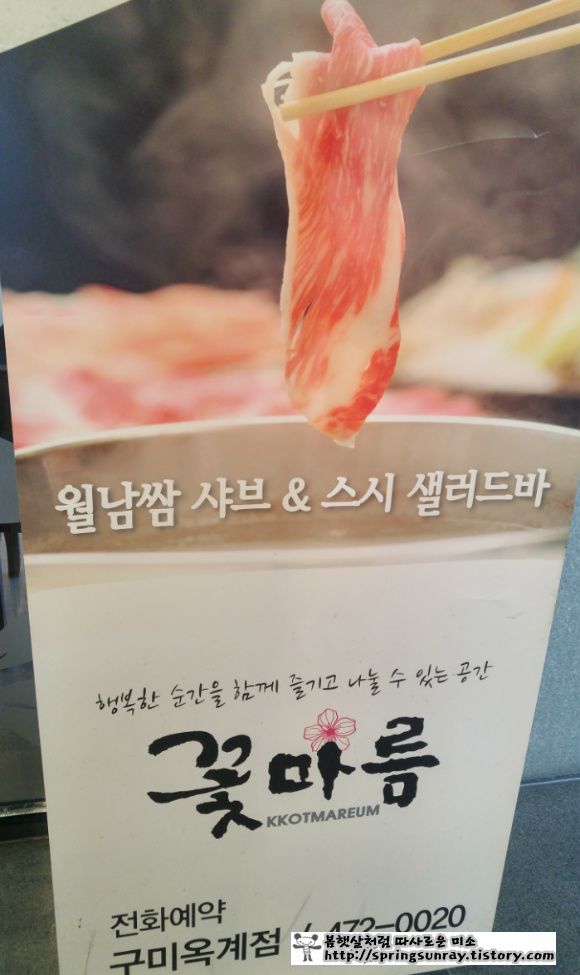 월남쌈 샤브 & 스시 샐러드바
행복한 순간을 함께 즐기고 나눌 수 있는 공간
꽃마름
KKOTMAREUM
전화예약
구미옥계점 472-0020
봄햇살처럼 따사로운 미소
http://springsunray.tistory.com